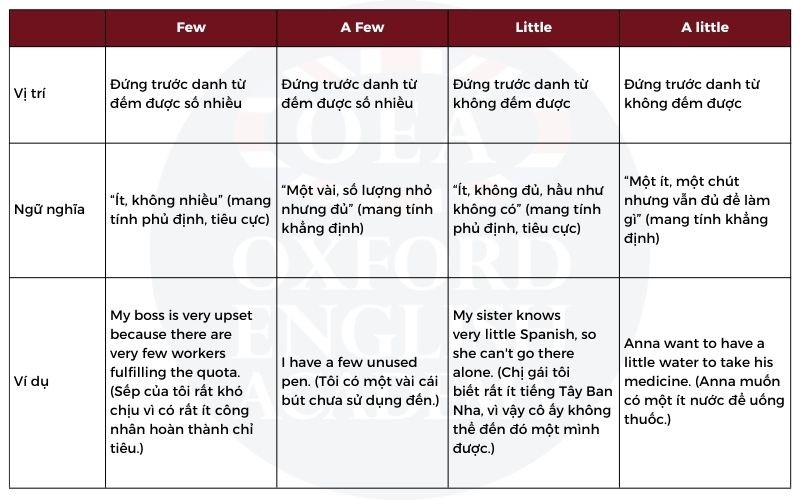 Few
A Few
Little
A little
Vị trí
Đứng trước danh từ
đếm được số nhiều
Đứng trước danh từ
đếm được số nhiều
Đứng trước danh từ
không đếm được
Đứng trước danh từ
không đếm được
Ngữ nghĩa
“Ít, không nhiều” (mang
tính phủ định, tiêu cực)
“Một vài, số lượng nhỏ
nhưng đủ” (mang tính
khẳng định)
“Ít, không đủ, hầu như
không có” (mang tính
phủ định, tiêu cực)
“Một ít, một chút
nhưng vẫn đủ để làm
gì” (mang tính khẳng
định)
Ví dụ
My boss is very upset
because there are
very few workers
fulfilling the quota.
(Sếp của tôi rất khó
chịu vì có rất ít công
nhân hoàn thành chỉ
tiêu.)
I have a few unused
pen. (Tôi có một vài cái
bút chưa sử dụng đến.)
My sister knows
very little Spanish, so
she can't go there
alone. (Chị gái tôi
biết rất ít tiếng Tây Ban
Nha, vì vậy cô ấy không
thể đến đó một mình
được.)
Anna want to have a
little water to take his
medicine. (Anna muốn
có một ít nước để uống
thuốc.)
OEA
OXFORD
ENGLISH
ACADEMY